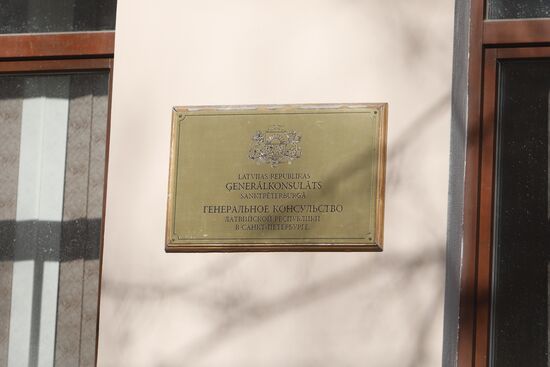 LATVIJAS REPUBLIKAS
ĢENERĀLKONSULĀTS
SANKTPĒTERBURGĀ
ГЕНЕРАЛЬНОЕ КОНСУЛЬСТВО
ЛАТВИЙСКОЙ РЕСПУБЛИКИ
В САНКТ-ПЕТЕРБУРГЕ